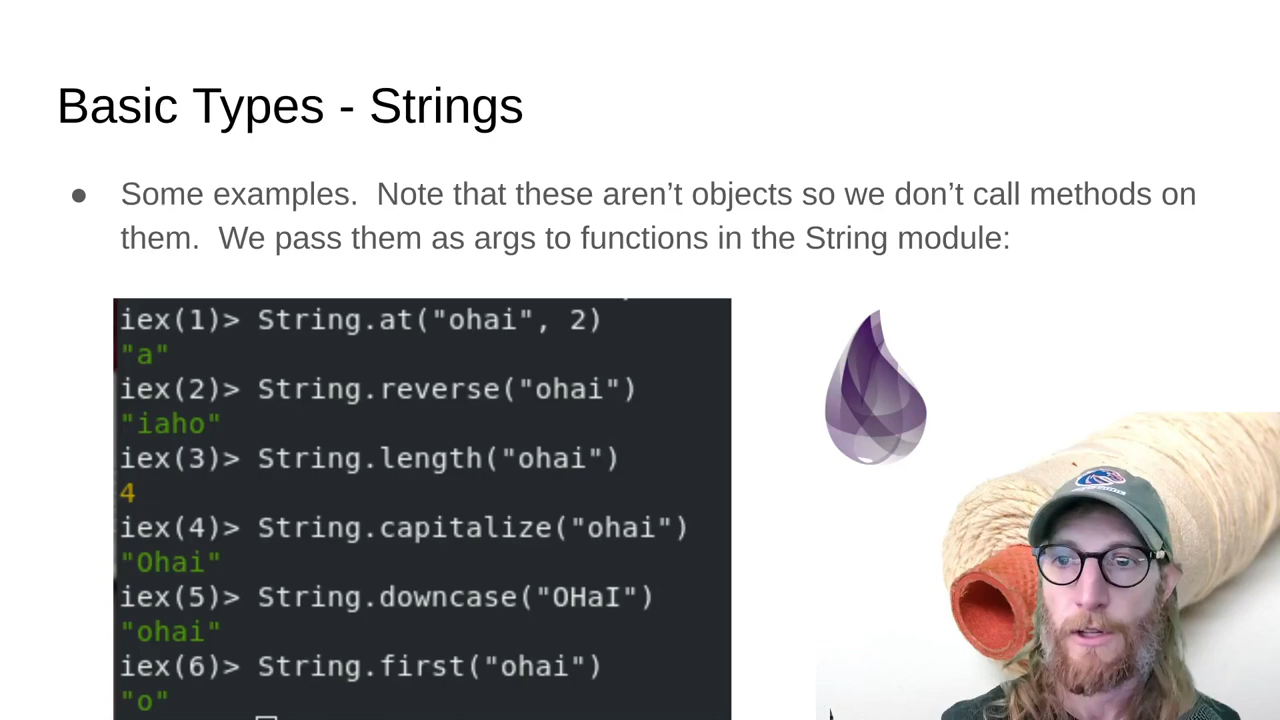 Basic Types - Strings
● Some examples.  Note that these aren’t objects so we don’t call methods on
them.  We pass them as args to functions in the String module:
iex(1)> String.at("ohai", 2)
"a"
iex(2)> String.reverse("ohai")
"iaho"
iex(3)> String.length("ohai")
4
iex(4)> String.capitalize("ohai")
"Ohai"
iex(5)> String.downcase("OHaI")
"ohai"
iex(6)> String.first("ohai")
"o"